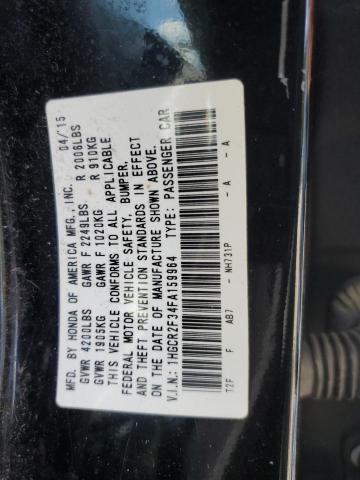 MFD. BY HONDA OF AMERICA MFG., INC. 04/'15
GVWR 4200LBS GAWR F 2249LBS R 2006LBS
GVWR 1905KG GAWR F 1020KG R 910KG
THIS VEHICLE CONFORMS TO ALL APPLICABLE
FEDERAL MOTOR VEHICLE SAFETY, BUMPER,
AND THEFT PREVENTION STANDARDS IN EFFECT
ON THE DATE OF MANUFACTURE SHOWN ABOVE.
V.I.N.: 1HGCR2F34FA159964 TYPE: PASSENGER CAR
T2F F AB7 - NH731P - A - A